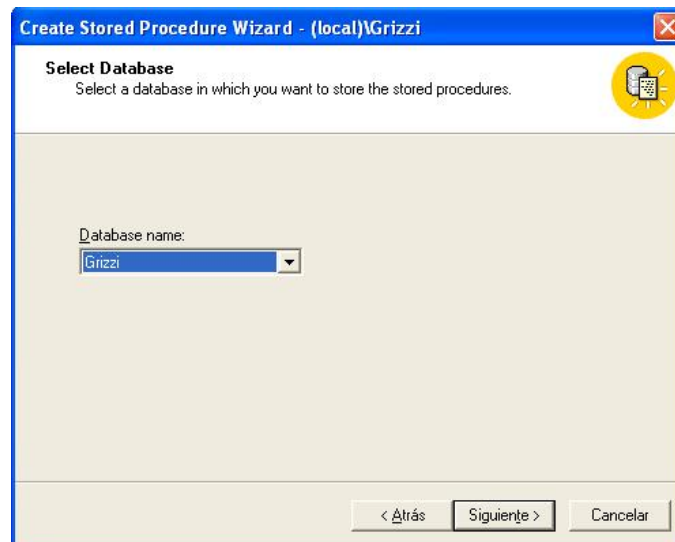 Create Stored Procedure Wizard - (local)\Grizzi
Select Database
Select a database in which you want to store the stored procedures.
Database name:
Grizzi
< Atrás Siguiente > Cancelar